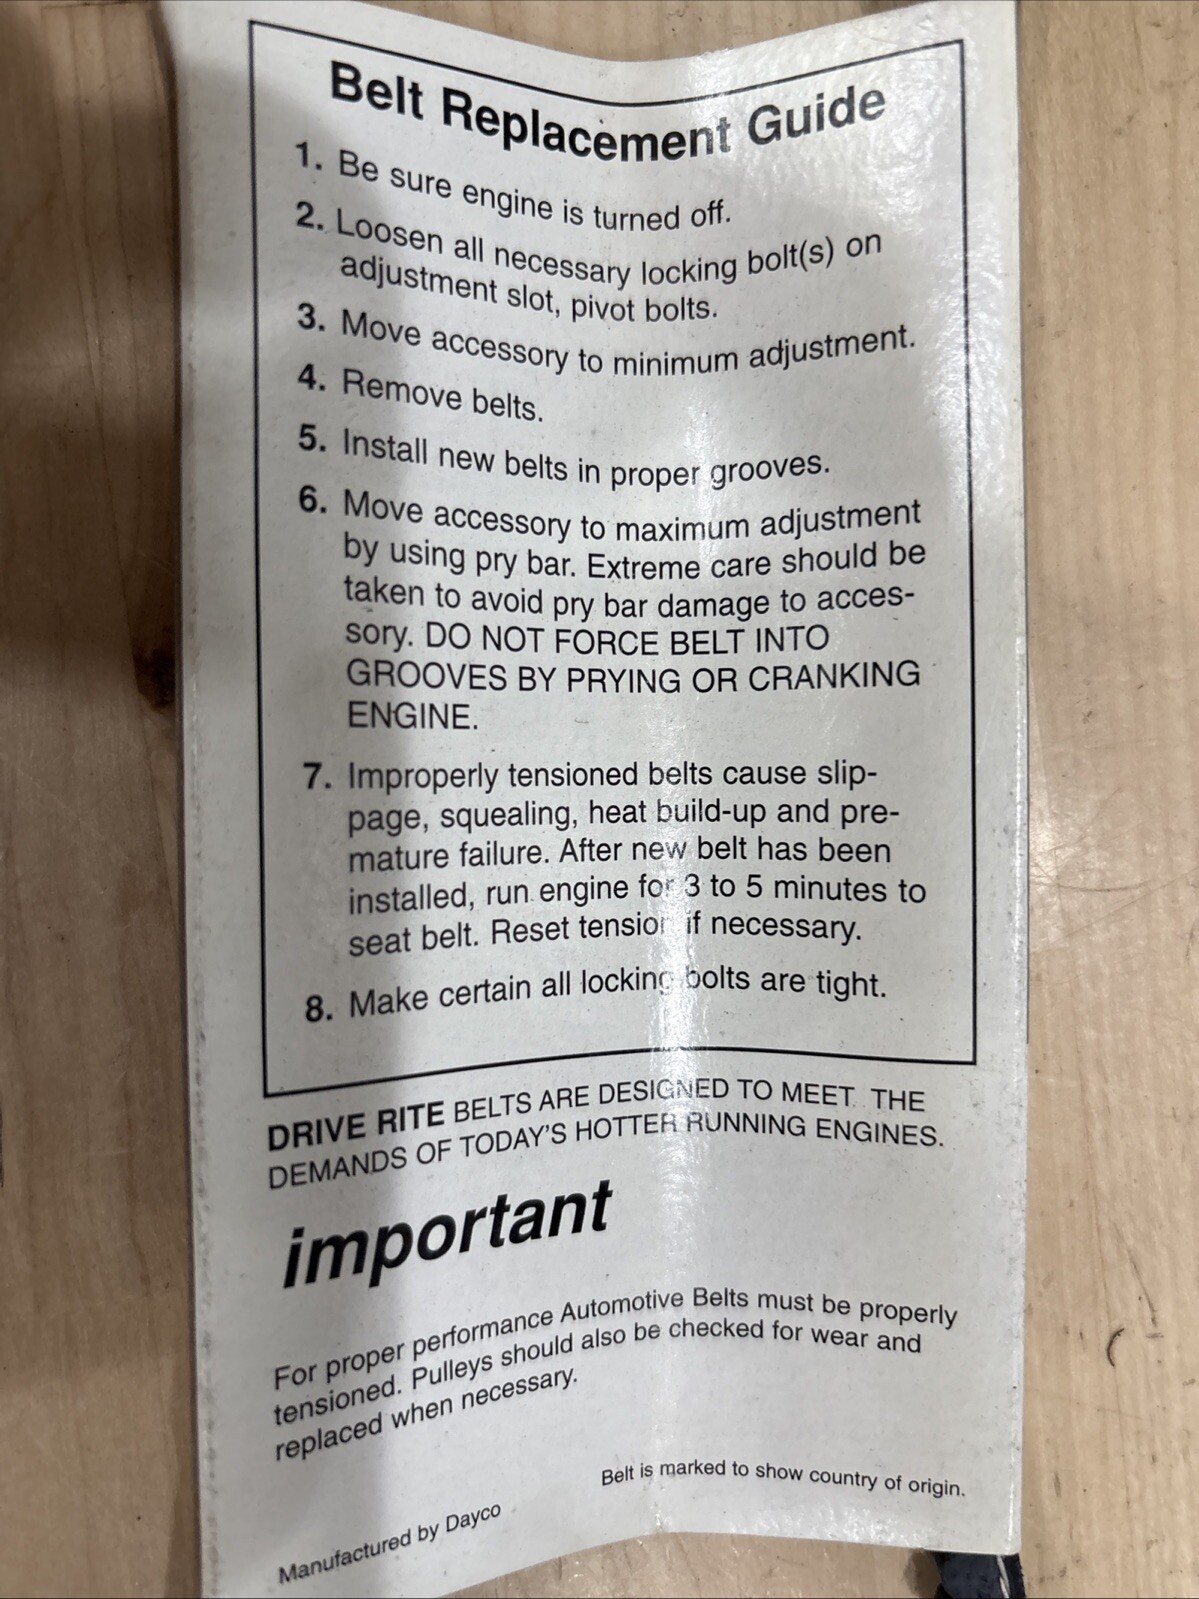 Belt Replacement Guide
1. Be sure engine is turned off.
2. Loosen all necessary locking bolt(s) on
adjustment slot, pivot bolts.
3. Move accessory to minimum adjustment.
4. Remove belts.
5. Install new belts in proper grooves.
6. Move accessory to maximum adjustment
by using pry bar. Extreme care should be
taken to avoid pry bar damage to acces-
sory. DO NOT FORCE BELT INTO
GROOVES BY PRYING OR CRANKING
ENGINE.
7. Improperly tensioned belts cause slip-
page, squealing, heat build-up and pre-
mature failure. After new belt has been
installed, run engine for 3 to 5 minutes to
seat belt. Reset tension if necessary.
8. Make certain all locking bolts are tight.
DRIVE RITE BELTS ARE DESIGNED TO MEET THE
DEMANDS OF TODAY'S HOTTER RUNNING ENGINES.
important
For proper performance Automotive Belts must be properly
tensioned. Pulleys should also be checked for wear and
replaced when necessary.
Belt is marked to show country of origin.
Manufactured by Dayco